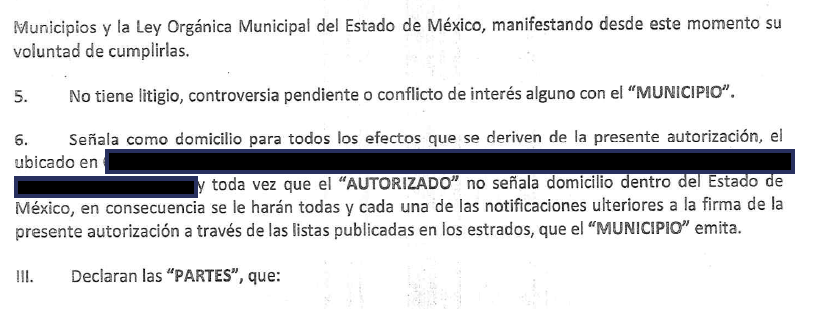 Municipios y la Ley Orgánica Municipal del Estado de México, manifestando desde este momento su
voluntad de cumplirlas.
5. No tiene litigio, controversia pendiente o conflicto de interés alguno con el “MUNICIPIO”.
6. Señala como domicilio para todos los efectos que se deriven de la presente autorización, el
ubicado en
y toda vez que el “AUTORIZADO” no señala domicilio dentro del Estado de
México, en consecuencia se le harán todas y cada una de las notificaciones ulteriores a la firma de la
presente autorización a través de las listas publicadas en los estrados, que el “MUNICIPIO” emita.
III. Declaran las “PARTES”, que: